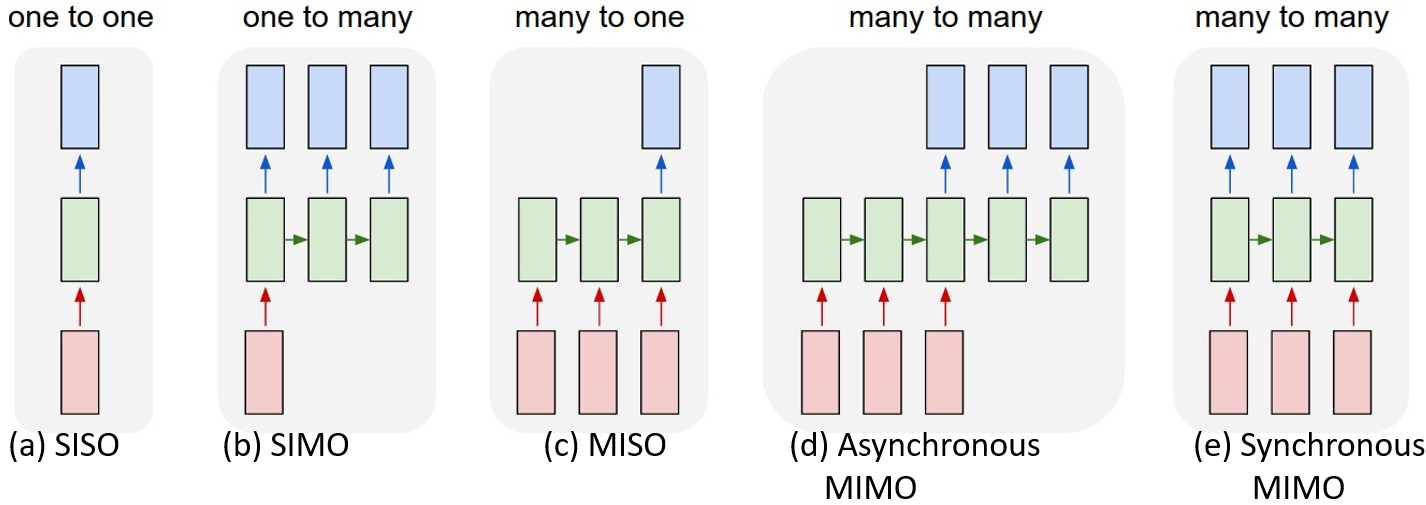 one to one
one to many
many to one
many to many
many to many
(a) SISO
(b) SIMO
(c) MISO
(d) Asynchronous
MIMO
(e) Synchronous
MIMO